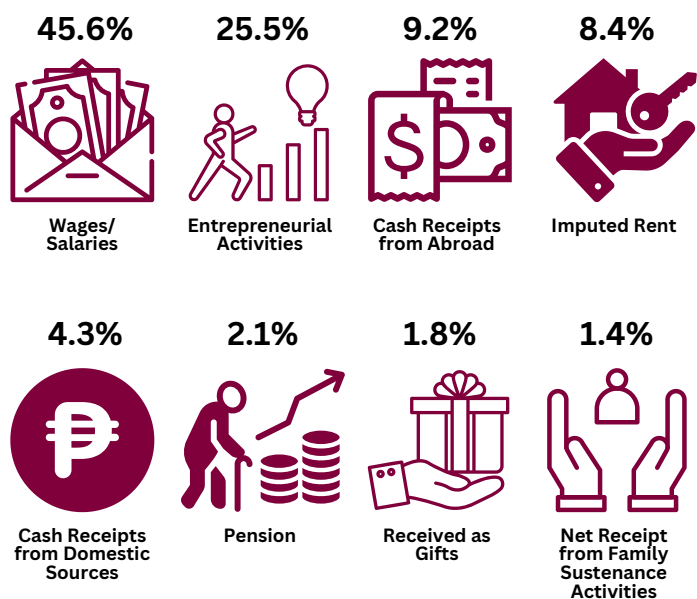 45.6%
25.5%
9.2%
8.4%
$
Wages/
Salaries
Entrepreneurial
Activities
Cash Receipts
from Abroad
Imputed Rent
4.3%
2.1%
1.8%
1.4%
₱
Cash Receipts
from Domestic
Sources
Pension
Received as
Gifts
Net Receipt
from Family
Sustenance
Activities